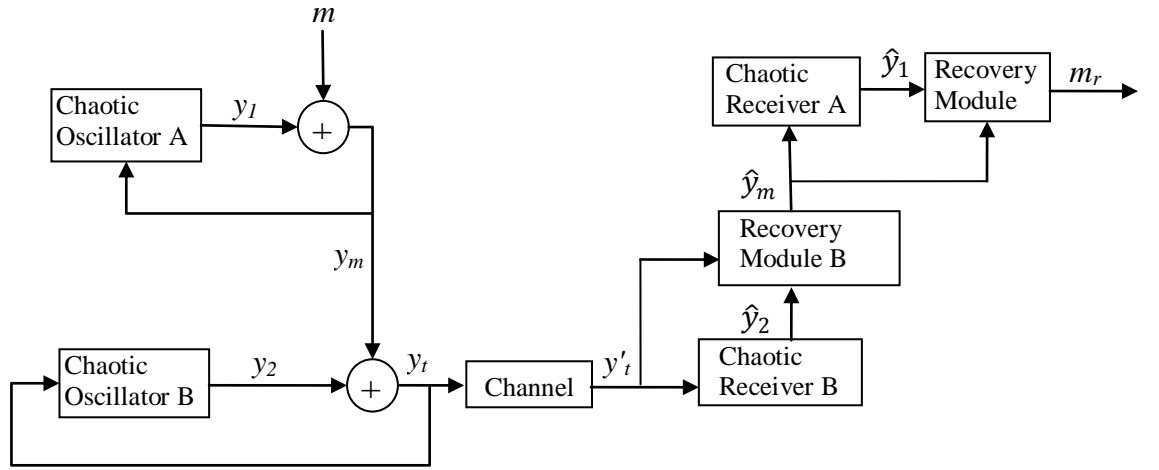 m
Chaotic
Oscillator A
y1
+
ym
Chaotic
Oscillator B
y2
+
yt
Channel
y't
Chaotic
Receiver A
ŷ1
Recovery
Module
mr
ŷm
Recovery
Module B
ŷ2
Chaotic
Receiver B